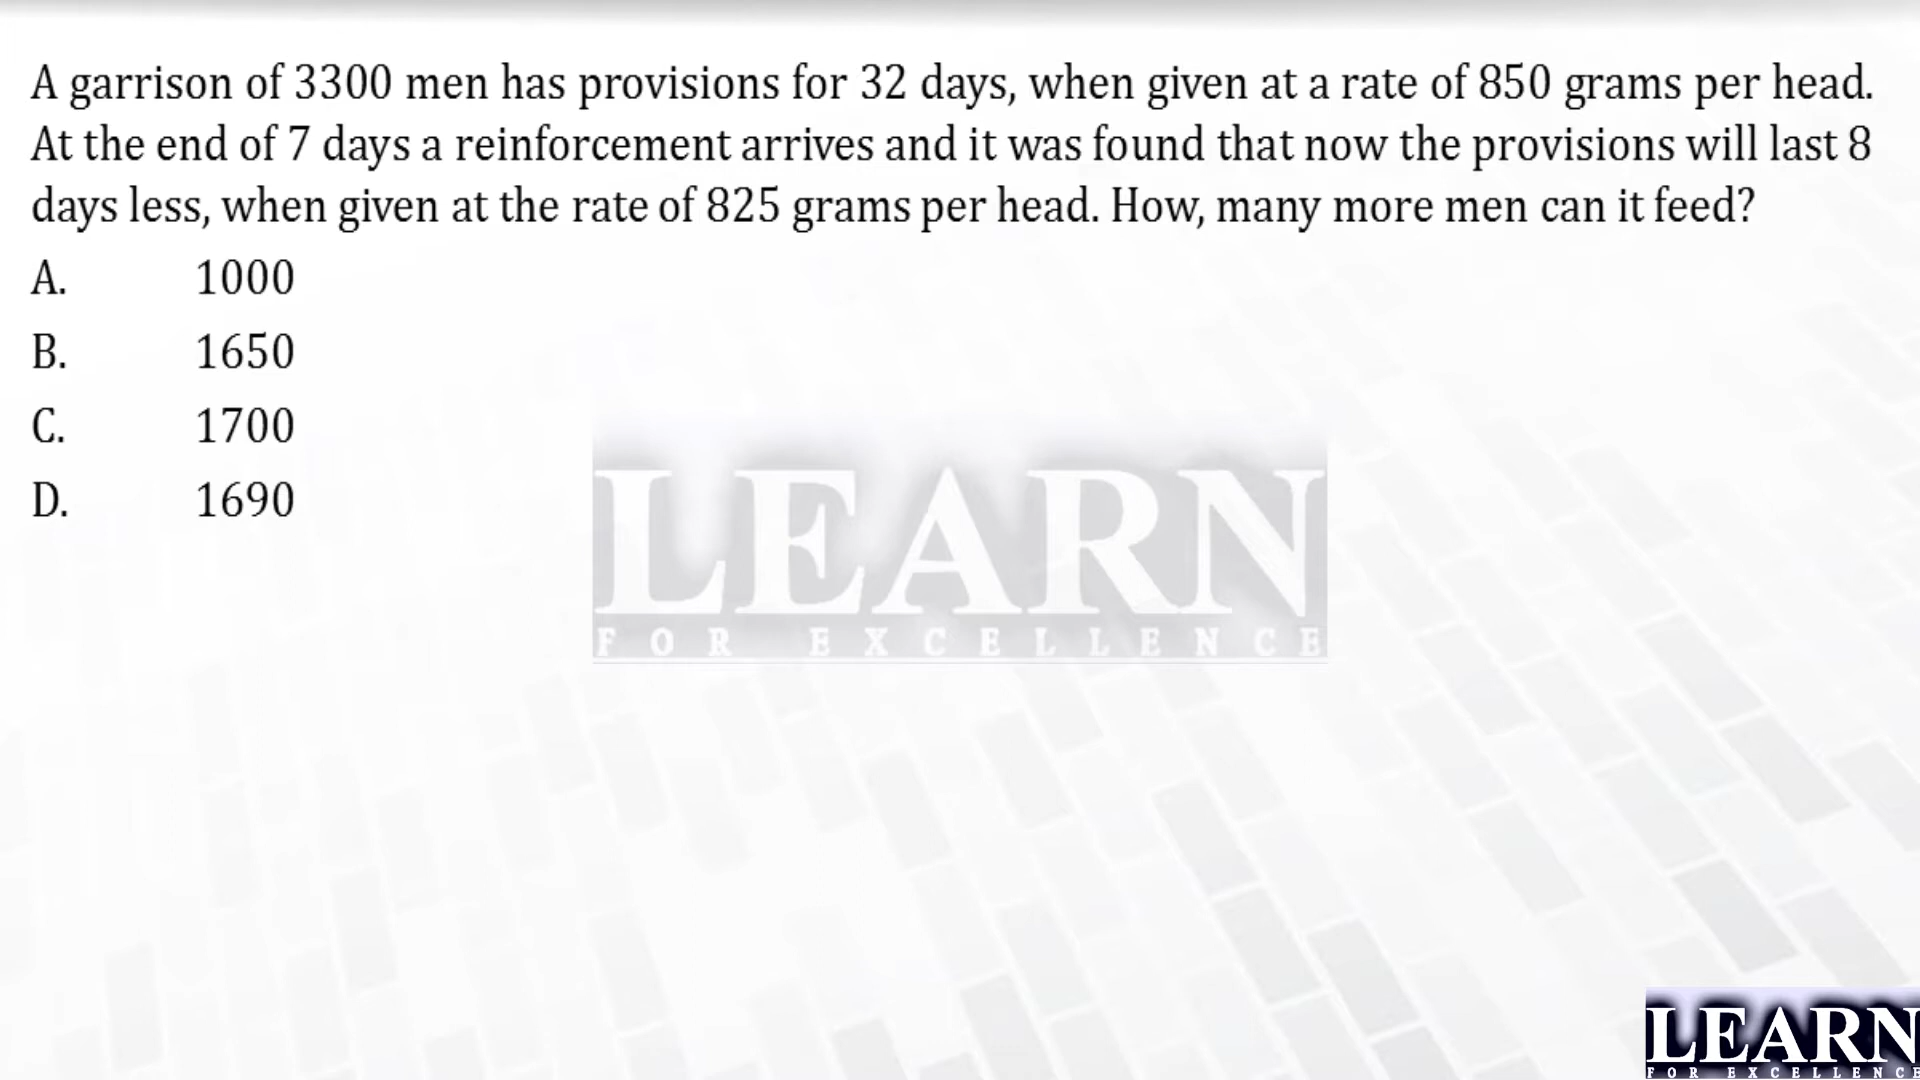 A garrison of 3300 men has provisions for 32 days, when given at a rate of 850 grams per head.
At the end of 7 days a reinforcement arrives and it was found that now the provisions will last 8
days less, when given at the rate of 825 grams per head. How, many more men can it feed?
A. 1000
B. 1650
C. 1700
D. 1690
LEARN
FOR EXCELLENCE
LEARN
FOR EXCELLENCE